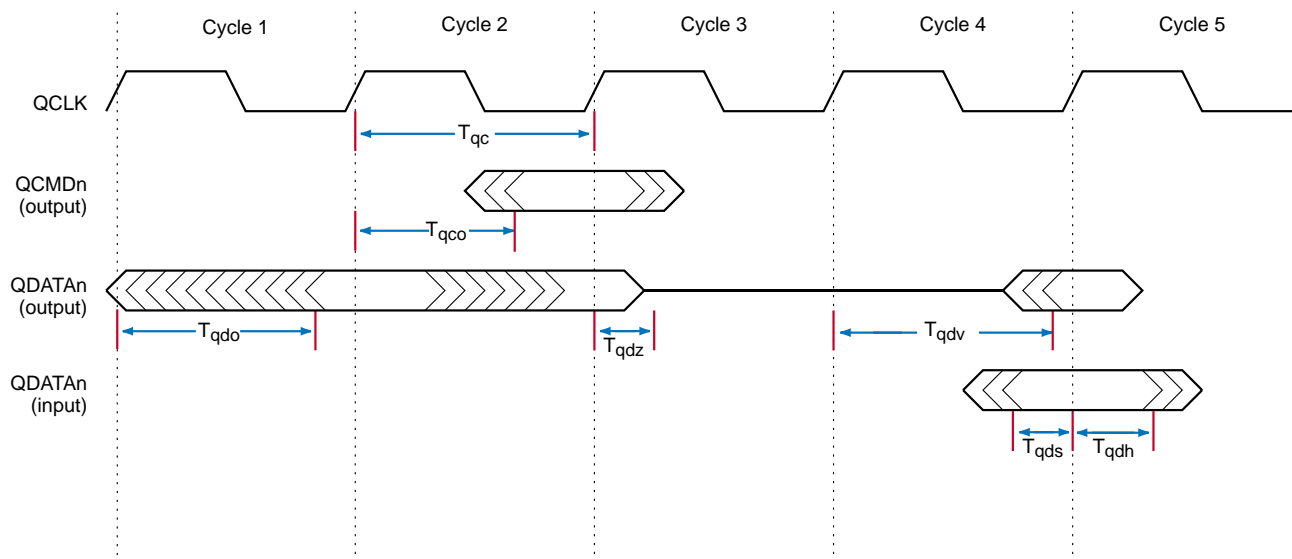 Cycle 1 Cycle 2 Cycle 3 Cycle 4 Cycle 5
QCLK
Tqc
QCMDn
(output)
Tqco
QDATAn
(output)
Tqdo Tqdz Tqdv
QDATAn
(input)
Tqds Tqdh